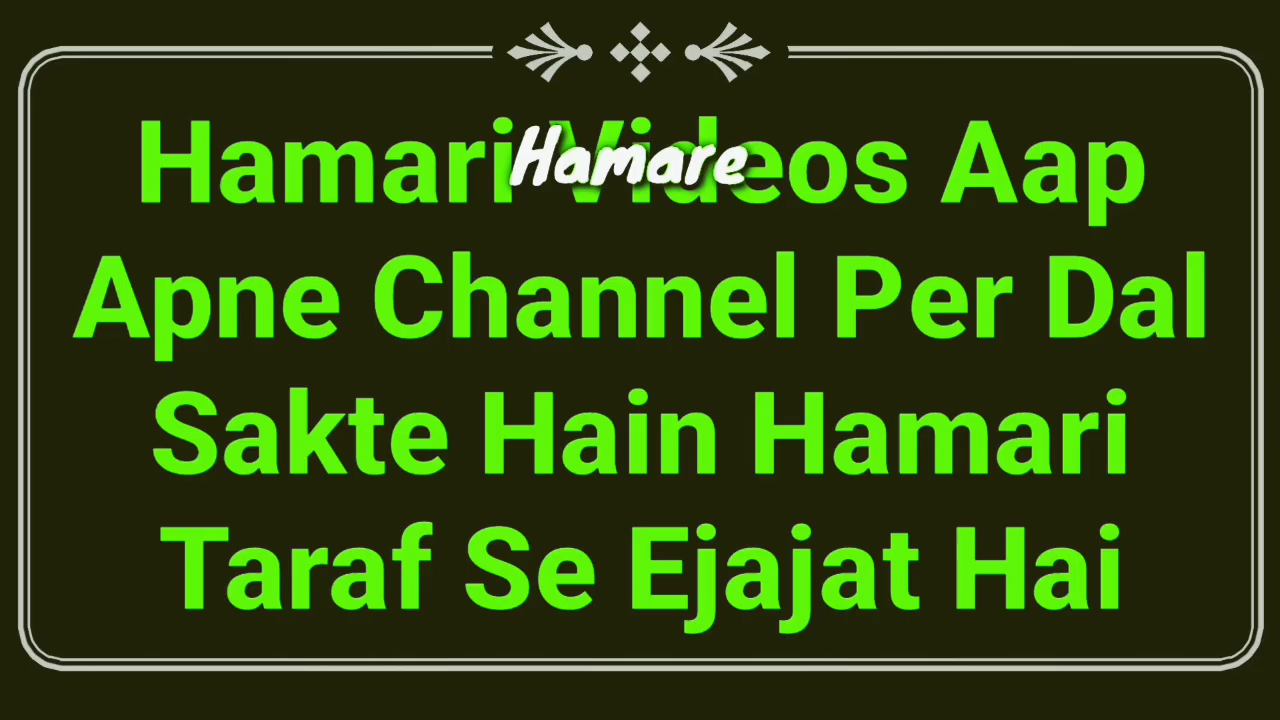 Hamari Videos Aap
Hamare
Apne Channel Per Dal
Sakte Hain Hamari
Taraf Se Ejajat Hai